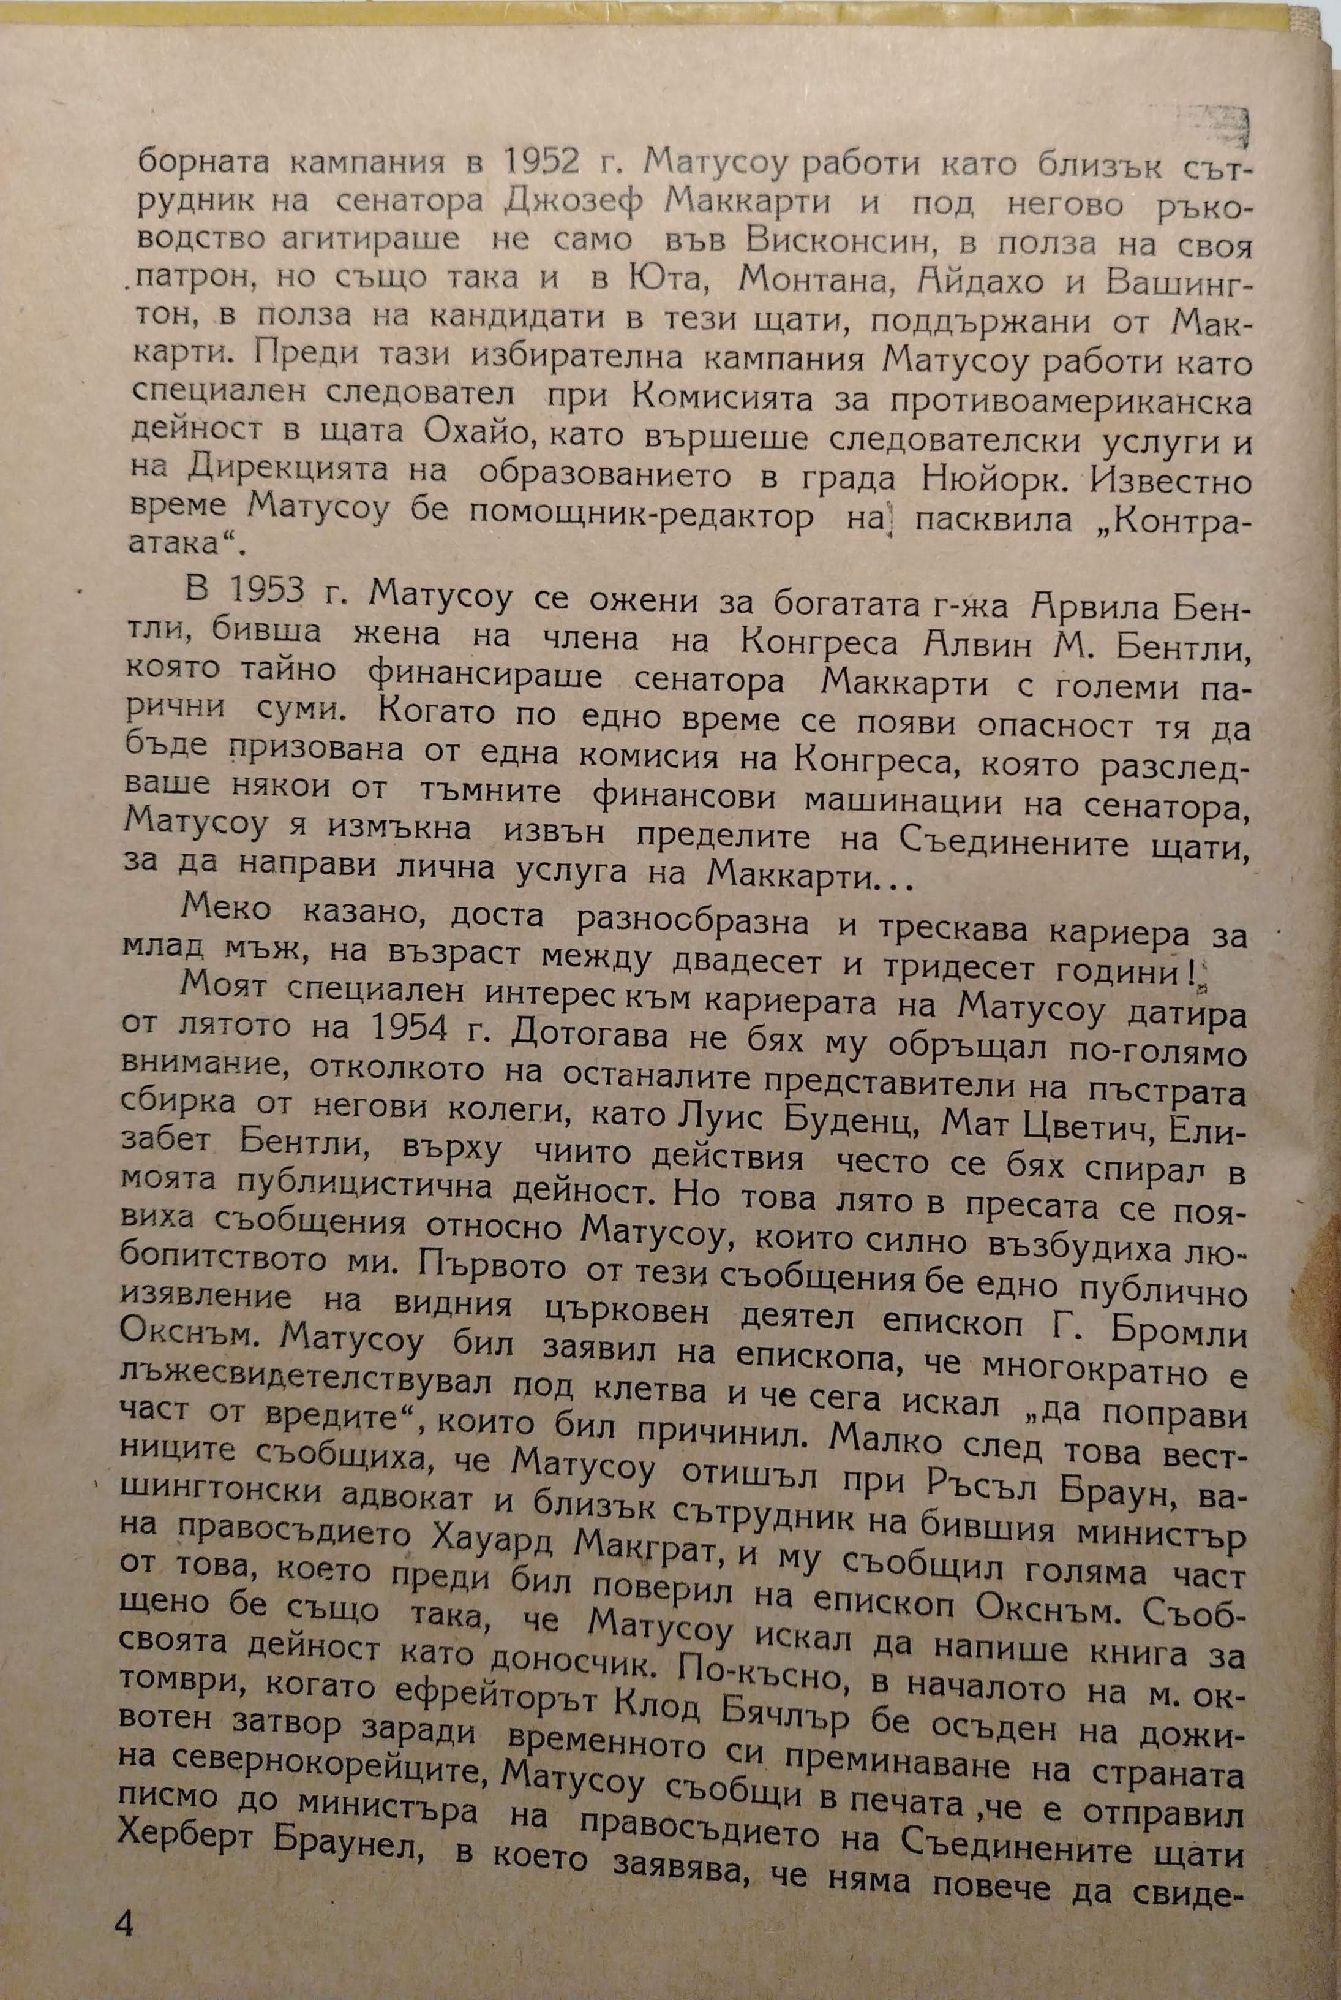 борната кампания в 1952 г. Матусоу работи като близък сът-
рудник на сенатора Джозеф Маккарти и под негово ръко-
водство агитираше не само във Висконсин, в полза на своя
патрон, но също така и в Юта, Монтана, Айдахо и Вашинг-
тон, в полза на кандидати в тези щати, поддържани от Мак-
карти. Преди тази избирателна кампания Матусоу работи като
специален следовател при Комисията за противоамериканска
дейност в щата Охайо, като вършеше следователски услуги и
на Дирекцията на образованието в града Нюйорк. Известно
време Матусоу бе помощник-редактор на пасквила „Контра-
атака“.
В 1953 г. Матусоу се ожени за богатата г-жа Арвила Бен-
тли, бивша жена на члена на Конгреса Алвин М. Бентли,
която тайно финансираше сенатора Маккарти с големи па-
рични суми. Когато по едно време се появи опасност тя да
бъде призована от една комисия на Конгреса, която разслед-
ваше някои от тъмните финансови машинации на сенатора,
Матусоу я измъкна извън пределите на Съединените щати,
за да направи лична услуга на Маккарти...
Меко казано, доста разнообразна и трескава кариера за
млад мъж, на възраст между двадесет и тридесет години!
Моят специален интерес към кариерата на Матусоу датира
от лятото на 1954 г. Дотогава не бях му обръщал по-голямо
внимание, отколкото на останалите представители на пъстрата
сбирка от негови колеги, като Луис Буденц, Мат Цветич, Ели-
забет Бентли, върху чиито действия често се бях спирал в
моята публицистична дейност. Но това лято в пресата се поя-
виха съобщения относно Матусоу, които силно възбудиха лю-
бопитството ми. Първото от тези съобщения бе едно публично
изявление на видния църковен деятел епископ Г. Бромли
Окснъм. Матусоу бил заявил на епископа, че многократно е
лъжесвидетелствувал под клетва и че сега искал „да поправи
част от вредите“, които бил причинил. Малко след това вест-
ниците съобщиха, че Матусоу отишъл при Ръсъл Браун, ва-
шингтонски адвокат и близък сътрудник на бившия министър
на правосъдието Хауард Макграт, и му съобщил голяма част
от това, което преди бил поверил на епископ Окснъм. Съоб-
щено бе също така, че Матусоу искал да напише книга за
своята дейност като доносчик. По-късно, в началото на м. ок-
томври, когато ефрейторът Клод Бячлър бе осъден на дожи-
вотен затвор заради временното си преминаване на страната
на севернокорейците, Матусоу съобщи в печата ,че е отправил
писмо до министъра на правосъдието на Съединените щати
Херберт Браунел, в което заявява, че няма повече да свиде-
4